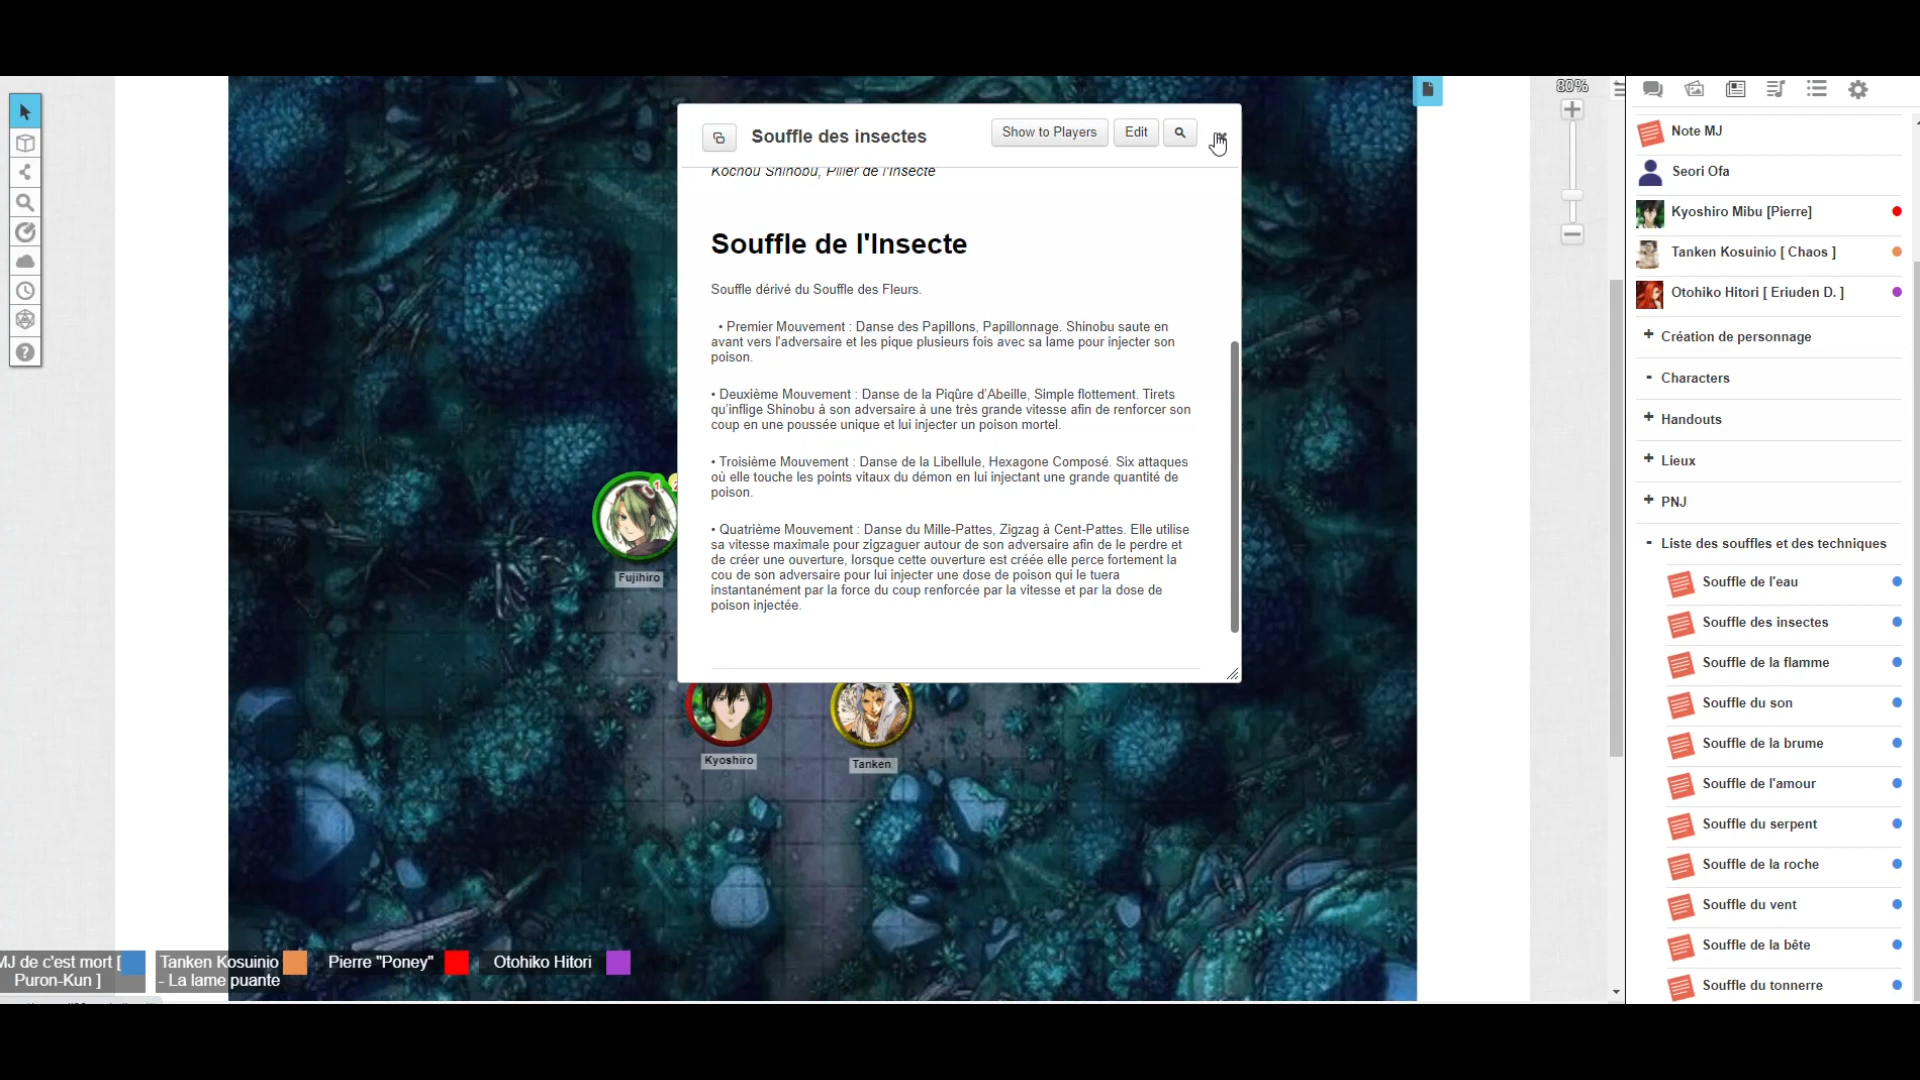 80%
Souffle des insectes
Show to Players
Edit
Kochou Shinobu, Pilier de l'Insecte
Souffle de l'Insecte
Souffle dérivé du Souffle des Fleurs.
• Premier Mouvement : Danse des Papillons, Papillonnage. Shinobu saute en
avant vers l'adversaire et les pique plusieurs fois avec sa lame pour injecter son
poison.
• Deuxième Mouvement : Danse de la Piqûre d'Abeille, Simple flottement. Tirets
qu'inflige Shinobu à son adversaire à une très grande vitesse afin de renforcer son
coup en une poussée unique et lui injecter un poison mortel.
• Troisième Mouvement : Danse de la Libellule, Hexagone Composé. Six attaques
où elle touche les points vitaux du démon en lui injectant une grande quantité de
poison.
• Quatrième Mouvement : Danse du Mille-Pattes, Zigzag à Cent-Pattes. Elle utilise
sa vitesse maximale pour zigzaguer autour de son adversaire afin de le perdre et
de créer une ouverture, lorsque cette ouverture est créée elle perce fortement la
cou de son adversaire pour lui injecter une dose de poison qui le tuera
instantanément par la force du coup renforcée par la vitesse et par la dose de
poison injectée.
1
Fujihiro
Kyoshiro
Tanken
MJ de c'est mort [
Puron-Kun ]
Tanken Kosuinio
- La lame puante
Pierre "Poney"
Otohiko Hitori
Note MJ
Seori Ofa
Kyoshiro Mibu [Pierre]
Tanken Kosuinio [ Chaos ]
Otohiko Hitori [ Eriuden D. ]
+ Création de personnage
- Characters
+ Handouts
+ Lieux
+ PNJ
- Liste des souffles et des techniques
Souffle de l'eau
Souffle des insectes
Souffle de la flamme
Souffle du son
Souffle de la brume
Souffle de l'amour
Souffle du serpent
Souffle de la roche
Souffle du vent
Souffle de la bête
Souffle du tonnerre